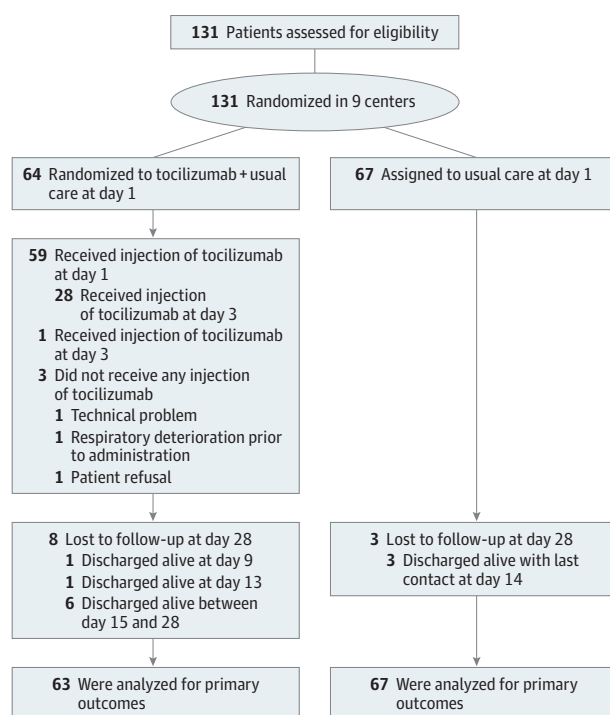 131 Patients assessed for eligibility
131 Randomized in 9 centers
64 Randomized to tocilizumab + usual
care at day 1
67 Assigned to usual care at day 1
59 Received injection of tocilizumab
at day 1
28 Received injection
of tocilizumab at day 3
1 Received injection of tocilizumab
at day 3
3 Did not receive any injection
of tocilizumab
1 Technical problem
1 Respiratory deterioration prior
to administration
1 Patient refusal
8 Lost to follow-up at day 28
1 Discharged alive at day 9
1 Discharged alive at day 13
6 Discharged alive between
day 15 and 28
3 Lost to follow-up at day 28
3 Discharged alive with last
contact at day 14
63 Were analyzed for primary
outcomes
67 Were analyzed for primary
outcomes